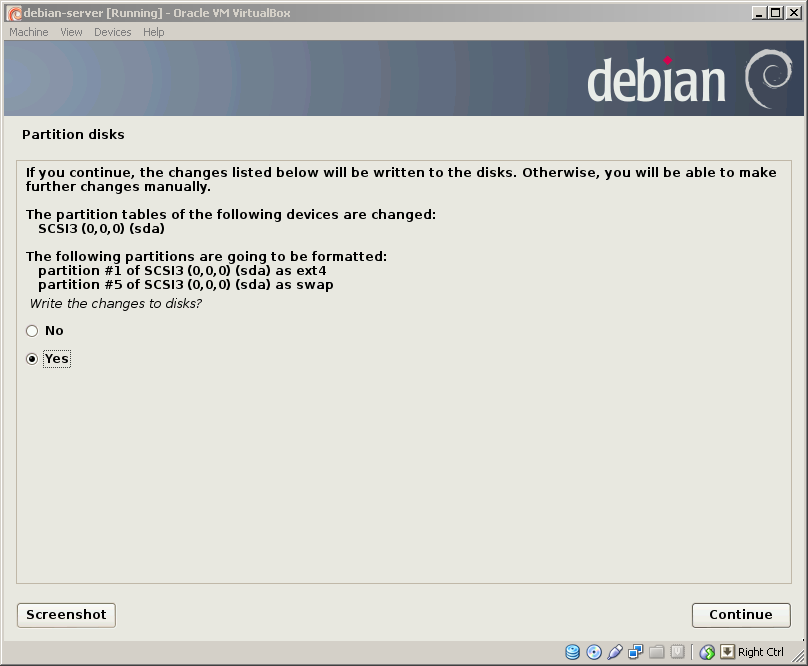 debian-server [Running] - Oracle VM VirtualBox
Machine View Devices Help
debian
Partition disks
If you continue, the changes listed below will be written to the disks. Otherwise, you will be able to make
further changes manually.
The partition tables of the following devices are changed:
SCSI3 (0,0,0) (sda)
The following partitions are going to be formatted:
partition #1 of SCSI3 (0,0,0) (sda) as ext4
partition #5 of SCSI3 (0,0,0) (sda) as swap
Write the changes to disks?
No
Yes
Screenshot Continue
Right Ctrl